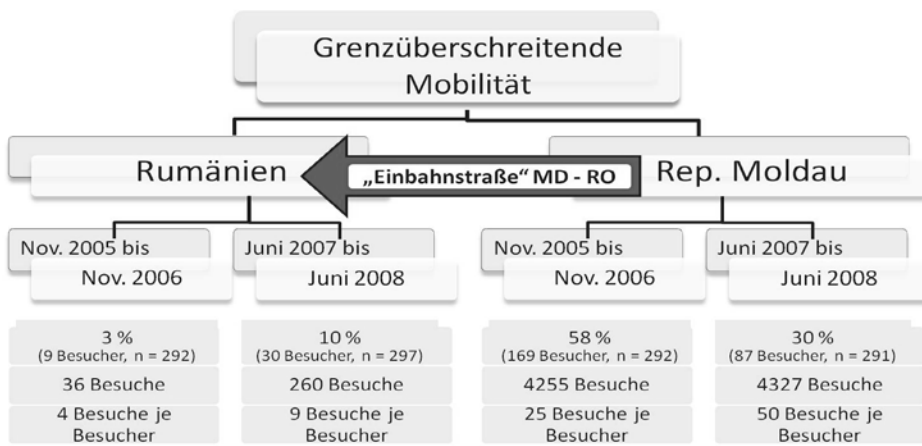 Grenzüberschreitende
Mobilität
Rumänien
„Einbahnstraße“ MD - RO
Rep. Moldau
Nov. 2005 bis
Nov. 2006
Juni 2007 bis
Juni 2008
Nov. 2005 bis
Nov. 2006
Juni 2007 bis
Juni 2008
3 %
(9 Besucher, n = 292)
36 Besuche
4 Besuche je
Besucher
10 %
(30 Besucher, n = 297)
260 Besuche
9 Besuche je
Besucher
58 %
(169 Besucher, n = 292)
4255 Besuche
25 Besuche je
Besucher
30 %
(87 Besucher, n = 291)
4327 Besuche
50 Besuche je
Besucher